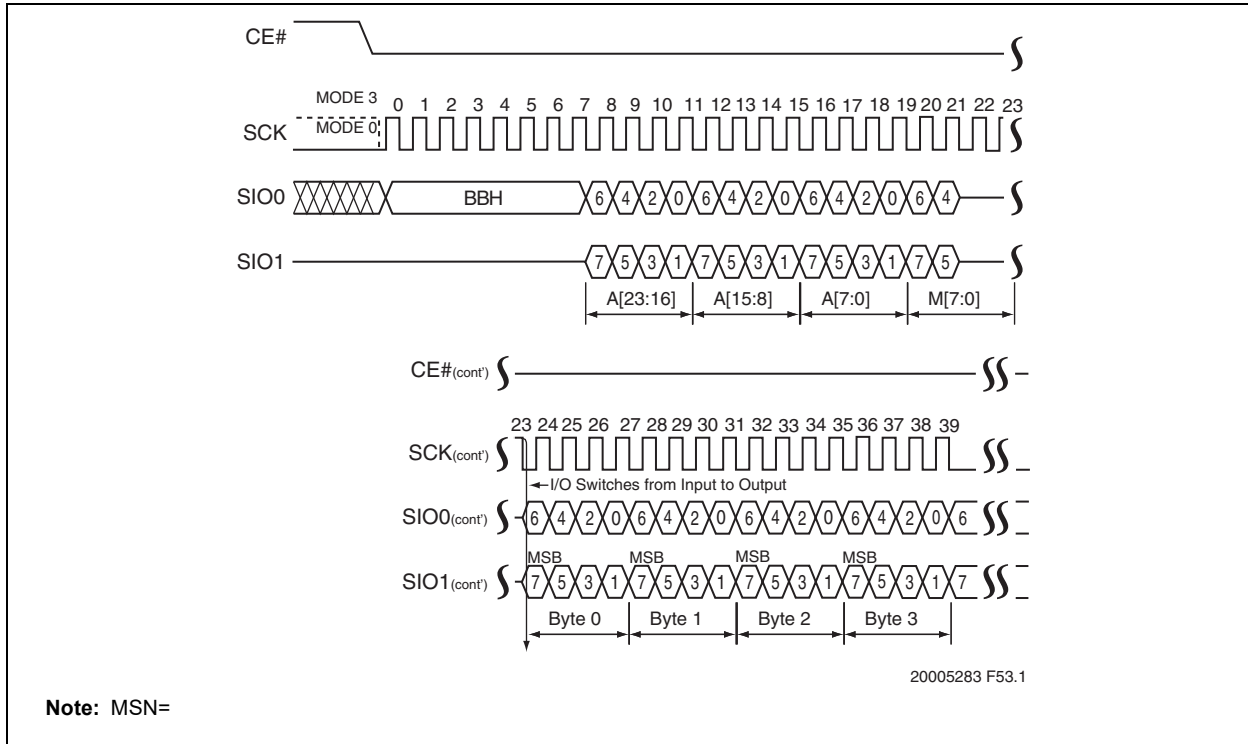 CE#
MODE 3
0 1 2 3 4 5 6 7 8 9 10 11 12 13 14 15 16 17 18 19 20 21 22 23
SCK MODE 0
SIO0 BBH 6 4 2 0 6 4 2 0 6 4 2 0 6 4
SIO1 7 5 3 1 7 5 3 1 7 5 3 1 7 5
A[23:16] A[15:8] A[7:0] M[7:0]
CE#(cont')
23 24 25 26 27 28 29 30 31 32 33 34 35 36 37 38 39
SCK(cont')
I/O Switches from Input to Output
SIO0(cont') 6 4 2 0 6 4 2 0 6 4 2 0 6 4 2 0 6
MSB MSB MSB MSB
SIO1(cont') 7 5 3 1 7 5 3 1 7 5 3 1 7 5 3 1 7
Byte 0 Byte 1 Byte 2 Byte 3
20005283 F53.1
Note: MSN=